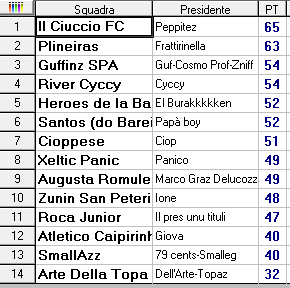 Squadra Presidente PT
1 Il Ciuccio FC Peppitez 65
2 Plineiras Frattirinella 63
3 Guffinz SPA Guf-Cosmo Prof-Zniff 54
4 River Cyccy Cyccy 54
5 Heroes de la Ba El Burakkkkken 52
6 Santos (do Barei Papà boy 52
7 Cioppese Ciop 51
8 Xeltic Panic Panico 49
9 Augusta Romule Marco Graz Delucozz 49
10 Zunin San Peteri Ione 48
11 Roca Junior Il pres unu tituli 47
12 Atletico Caipirinh Giova 40
13 SmallAzz 79 cents-Smalleg 40
14 Arte Della Topa Dell'Arte-Topaz 32